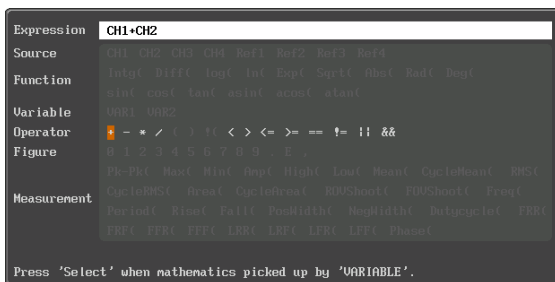 Expression CH1+CH2
Source CH1 CH2 CH3 CH4 Ref1 Ref2 Ref3 Ref4
Function Intg( Diff( log( ln( Exp( Sqrt( Abs( Rad( Deg(
sin( cos( tan( asin( acos( atan(
Variable VAR1 VAR2
Operator + - * / ( ) !( < > <= >= == != || &&
Figure 0 1 2 3 4 5 6 7 8 9 . E ,
Pk-Pk( Max( Min( Amp( High( Low( Mean( CycleMean( RMS(
Measurement CycleRMS( Area( CycleArea( ROVShoot( FOVShoot( Freq(
Period( Rise( Fall( PosWidth( NegWidth( Dutycycle( FRR(
FRF( FFR( FFF( LRR( LRF( LFR( LFF( Phase(
Press 'Select' when mathematics picked up by 'VARIABLE'.